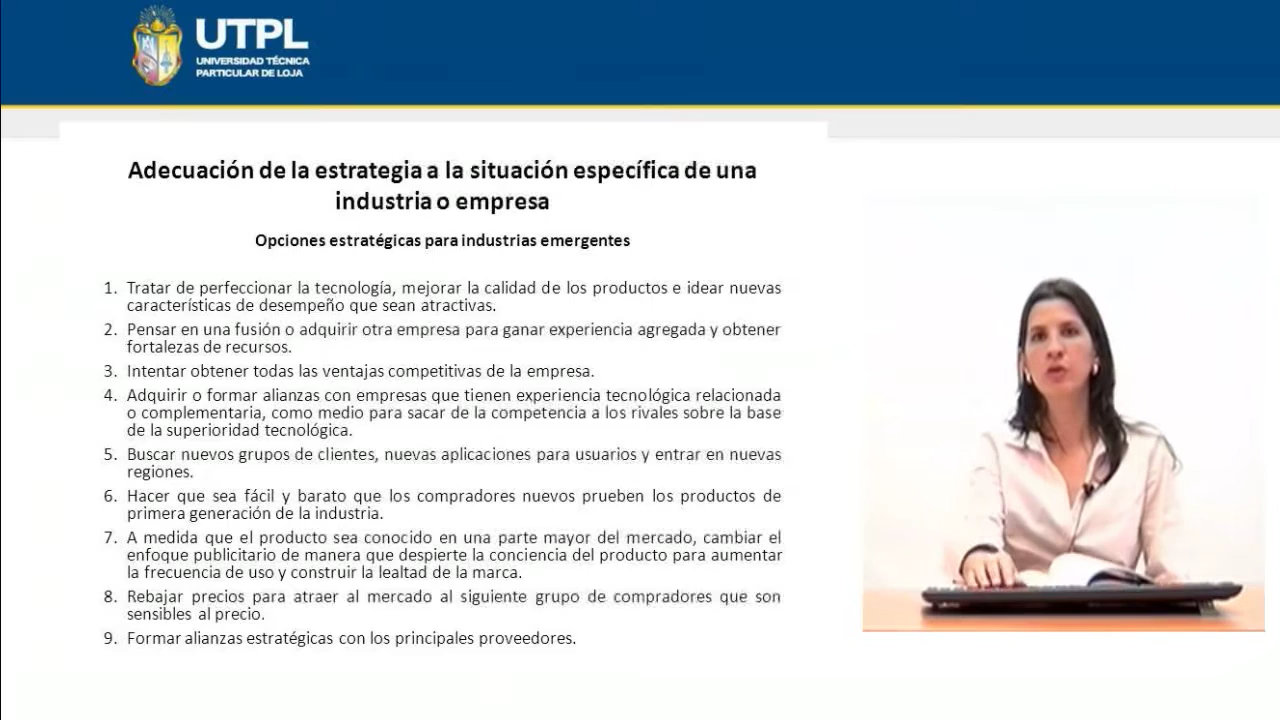 UTPL
UNIVERSIDAD TÉCNICA
PARTICULAR DE LOJA
Adecuación de la estrategia a la situación específica de una
industria o empresa
Opciones estratégicas para industrias emergentes
1. Tratar de perfeccionar la tecnología, mejorar la calidad de los productos e idear nuevas
características de desempeño que sean atractivas.
2. Pensar en una fusión o adquirir otra empresa para ganar experiencia agregada y obtener
fortalezas de recursos.
3. Intentar obtener todas las ventajas competitivas de la empresa.
4. Adquirir o formar alianzas con empresas que tienen experiencia tecnológica relacionada
o complementaria, como medio para sacar de la competencia a los rivales sobre la base
de la superioridad tecnológica.
5. Buscar nuevos grupos de clientes, nuevas aplicaciones para usuarios y entrar en nuevas
regiones.
6. Hacer que sea fácil y barato que los compradores nuevos prueben los productos de
primera generación de la industria.
7. A medida que el producto sea conocido en una parte mayor del mercado, cambiar el
enfoque publicitario de manera que despierte la conciencia del producto para aumentar
la frecuencia de uso y construir la lealtad de la marca.
8. Rebajar precios para atraer al mercado al siguiente grupo de compradores que son
sensibles al precio.
9. Formar alianzas estratégicas con los principales proveedores.